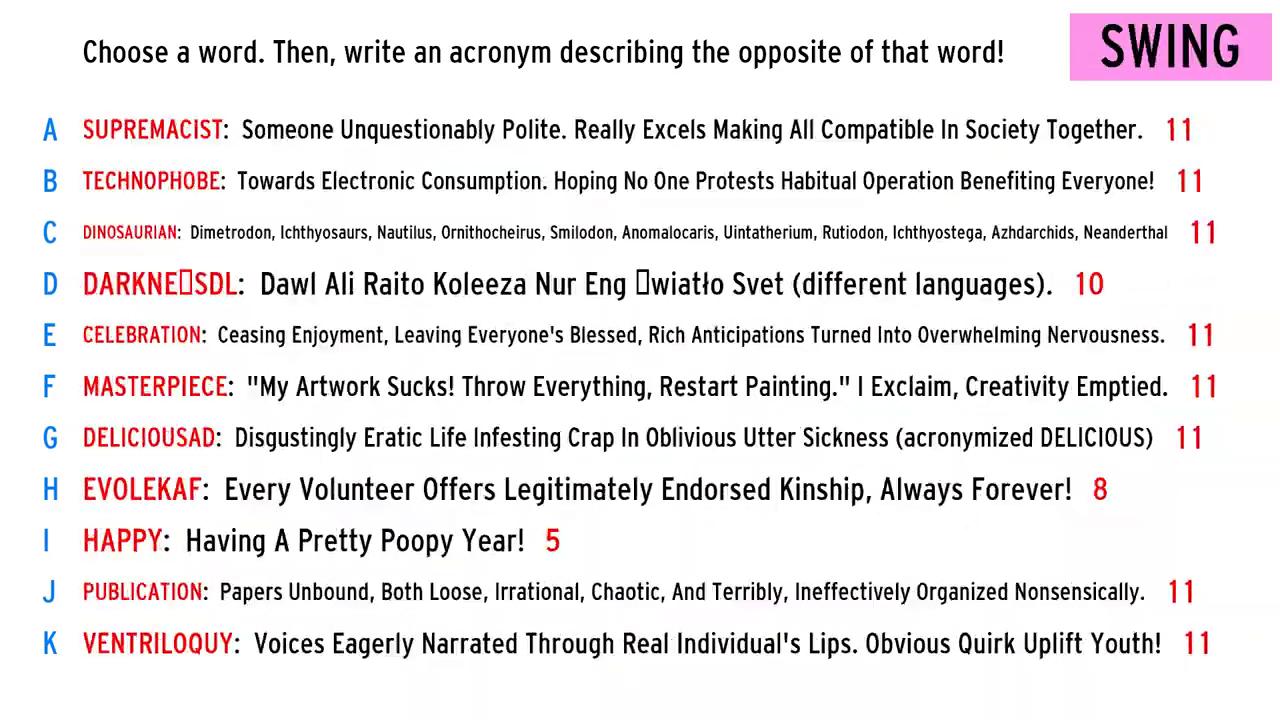 Choose a word. Then, write an acronym describing the opposite of that word!
SWING
A SUPREMACIST: Someone Unquestionably Polite. Really Excels Making All Compatible In Society Together. 11
B TECHNOPHOBE: Towards Electronic Consumption. Hoping No One Protests Habitual Operation Benefiting Everyone! 11
C DINOSAURIAN: Dimetrodon, Ichthyosaurs, Nautilus, Ornithocheirus, Smilodon, Anomalocaris, Uintatherium, Rutiodon, Ichthyostega, Azhdarchids, Neanderthal 11
D DARKNE▯SDL: Dawl Ali Raito Koleeza Nur Eng ▯wiatło Svet (different languages). 10
E CELEBRATION: Ceasing Enjoyment, Leaving Everyone's Blessed, Rich Anticipations Turned Into Overwhelming Nervousness. 11
F MASTERPIECE: "My Artwork Sucks! Throw Everything, Restart Painting." I Exclaim, Creativity Emptied. 11
G DELICIOUSAD: Disgustingly Eratic Life Infesting Crap In Oblivious Utter Sickness (acronymized DELICIOUS) 11
H EVOLEKAF: Every Volunteer Offers Legitimately Endorsed Kinship, Always Forever! 8
I HAPPY: Having A Pretty Poopy Year! 5
J PUBLICATION: Papers Unbound, Both Loose, Irrational, Chaotic, And Terribly, Ineffectively Organized Nonsensically. 11
K VENTRILOQUY: Voices Eagerly Narrated Through Real Individual's Lips. Obvious Quirk Uplift Youth! 11